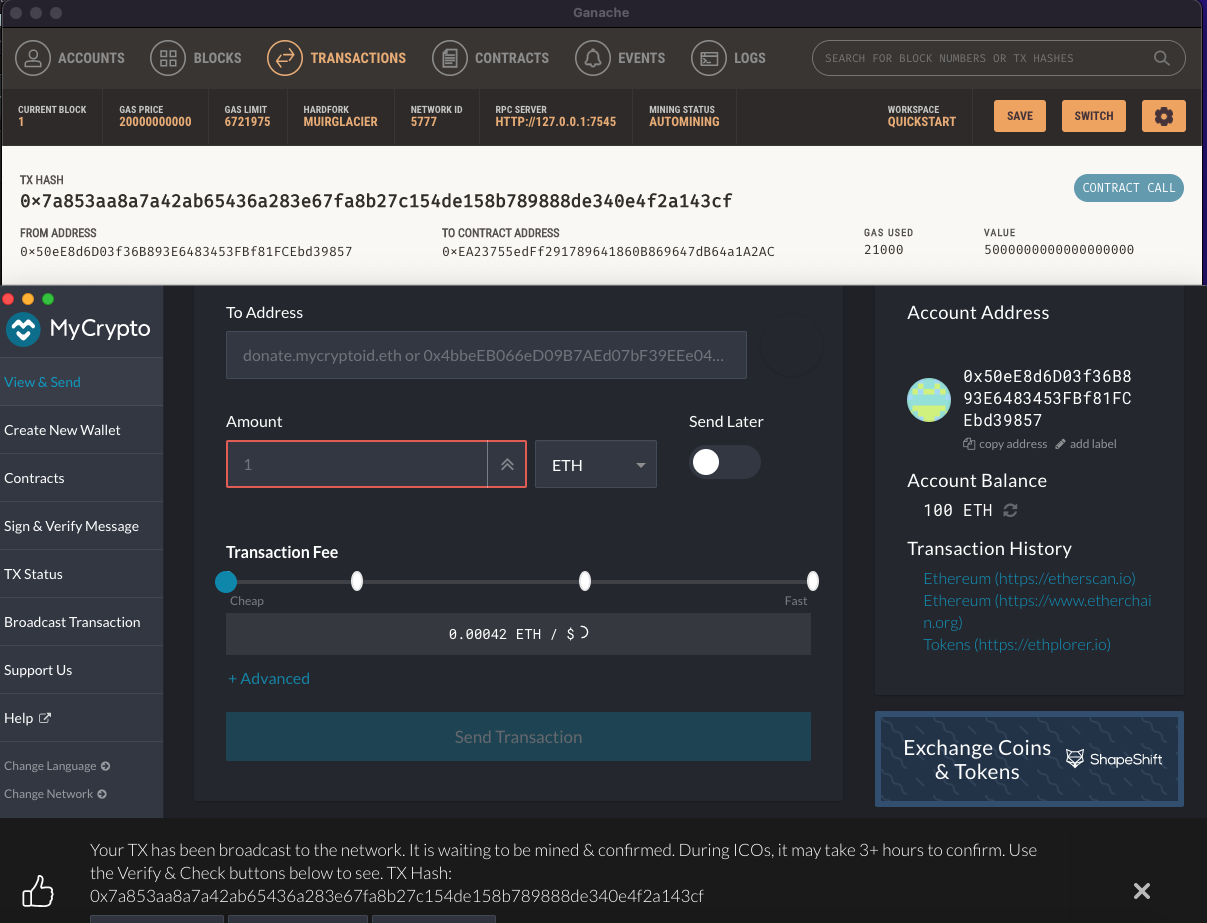 Ganache
ACCOUNTS BLOCKS TRANSACTIONS CONTRACTS EVENTS LOGS SEARCH FOR BLOCK NUMBERS OR TX HASHES
CURRENT BLOCK GAS PRICE GAS LIMIT HARDFORK NETWORK ID RPC SERVER MINING STATUS WORKSPACE SAVE SWITCH
1 20000000000 6721975 MUIRGLACIER 5777 HTTP://127.0.0.1:7545 AUTOMINING QUICKSTART
TX HASH
0×7a853aa8a7a42ab65436a283e67fa8b27c154de158b789888de340e4f2a143cf
CONTRACT CALL
FROM ADDRESS TO CONTRACT ADDRESS GAS USED VALUE
0×50eE8d6D03f36B893E6483453FBf81FCEbd39857 0×EA23755edFf291789641860B869647dB64a1A2AC 21000 5000000000000000000
MyCrypto
View & Send
Create New Wallet
Contracts
Sign & Verify Message
TX Status
Broadcast Transaction
Support Us
Help
Change Language
Change Network
To Address
donate.mycryptoid.eth or 0x4bbeEB066eD09B7AEd07bF39EEe04...
Amount Send Later
1 ETH
Transaction Fee
Cheap Fast
0.00042 ETH / $
+ Advanced
Send Transaction
Account Address
0x50eE8d6D03f36B8
93E6483453FBf81FC
Ebd39857
copy address add label
Account Balance
100 ETH
Transaction History
Ethereum (https://etherscan.io)
Ethereum (https://www.etherchai
n.org)
Tokens (https://ethplorer.io)
Exchange Coins
& Tokens
ShapeShift
Your TX has been broadcast to the network. It is waiting to be mined & confirmed. During ICOs, it may take 3+ hours to confirm. Use
the Verify & Check buttons below to see. TX Hash:
0x7a853aa8a7a42ab65436a283e67fa8b27c154de158b789888de340e4f2a143cf